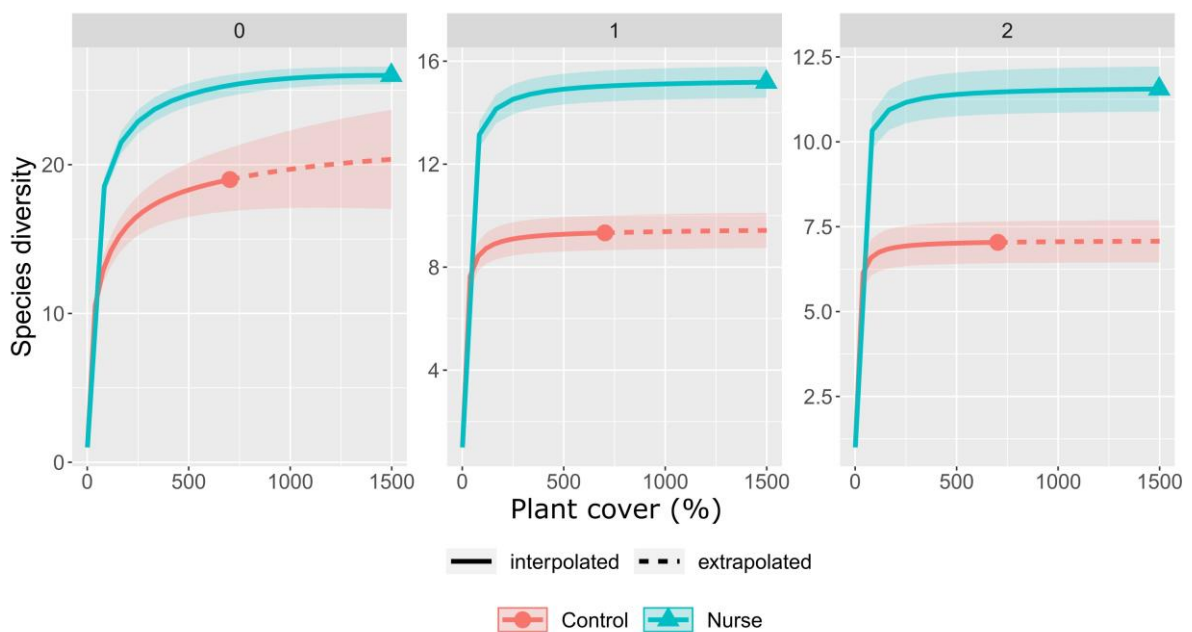 0
1
2
Species diversity
20
10
0
16
12
8
4
12.5
10.0
7.5
5.0
2.5
0 500 1000 1500
0 500 1000 1500
0 500 1000 1500
Plant cover (%)
interpolated extrapolated
Control Nurse